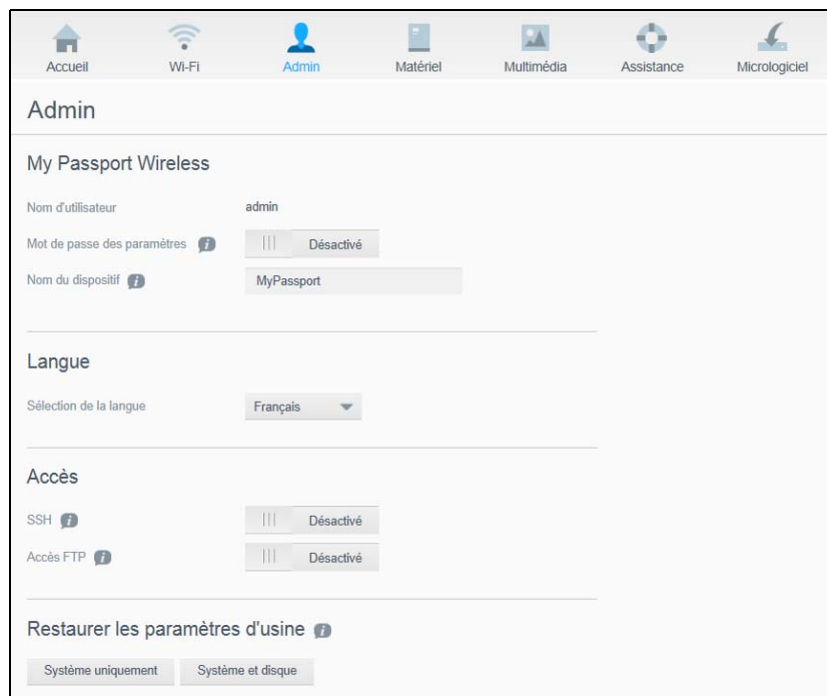 Accueil Wi-Fi Admin Matériel Multimédia Assistance Micrologiciel
Admin
My Passport Wireless
Nom d'utilisateur admin
Mot de passe des paramètres i Désactivé
Nom du dispositif i MyPassport
Langue
Sélection de la langue Français
Accès
SSH i Désactivé
Accès FTP i Désactivé
Restaurer les paramètres d'usine i
Système uniquement Système et disque